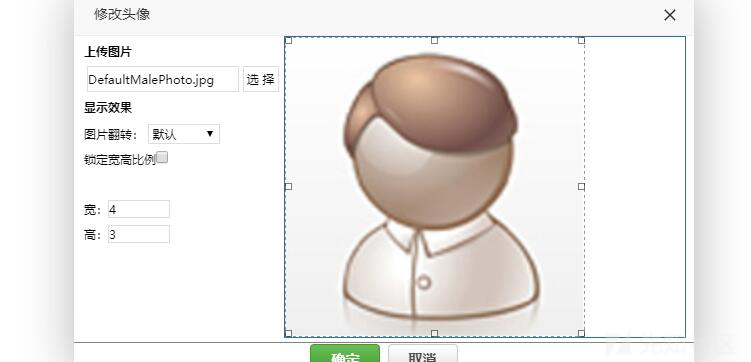 修改头像
上传图片
DefaultMalePhoto.jpg 选 择
显示效果
图片翻转： 默认
锁定宽高比例
宽： 4
高： 3
确定 取消